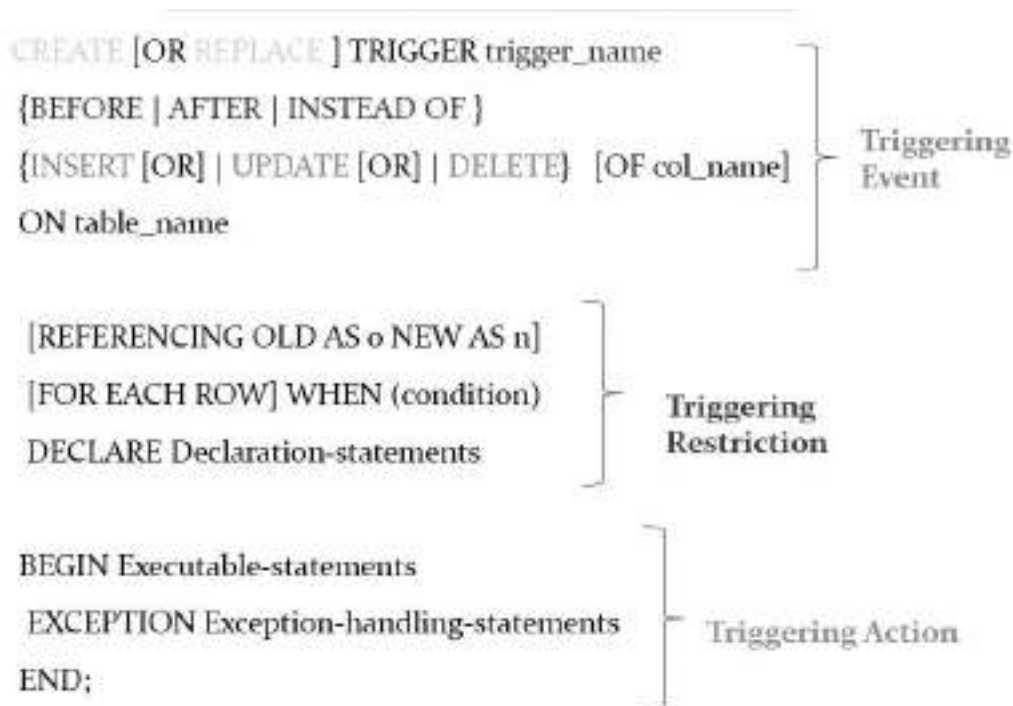 CREATE [OR REPLACE ] TRIGGER trigger_name
{BEFORE | AFTER | INSTEAD OF }
{INSERT [OR] | UPDATE [OR] | DELETE} [OF col_name]
ON table_name
Triggering
Event
[REFERENCING OLD AS o NEW AS n]
[FOR EACH ROW] WHEN (condition)
DECLARE Declaration-statements
Triggering
Restriction
BEGIN Executable-statements
EXCEPTION Exception-handling-statements
END;
Triggering Action